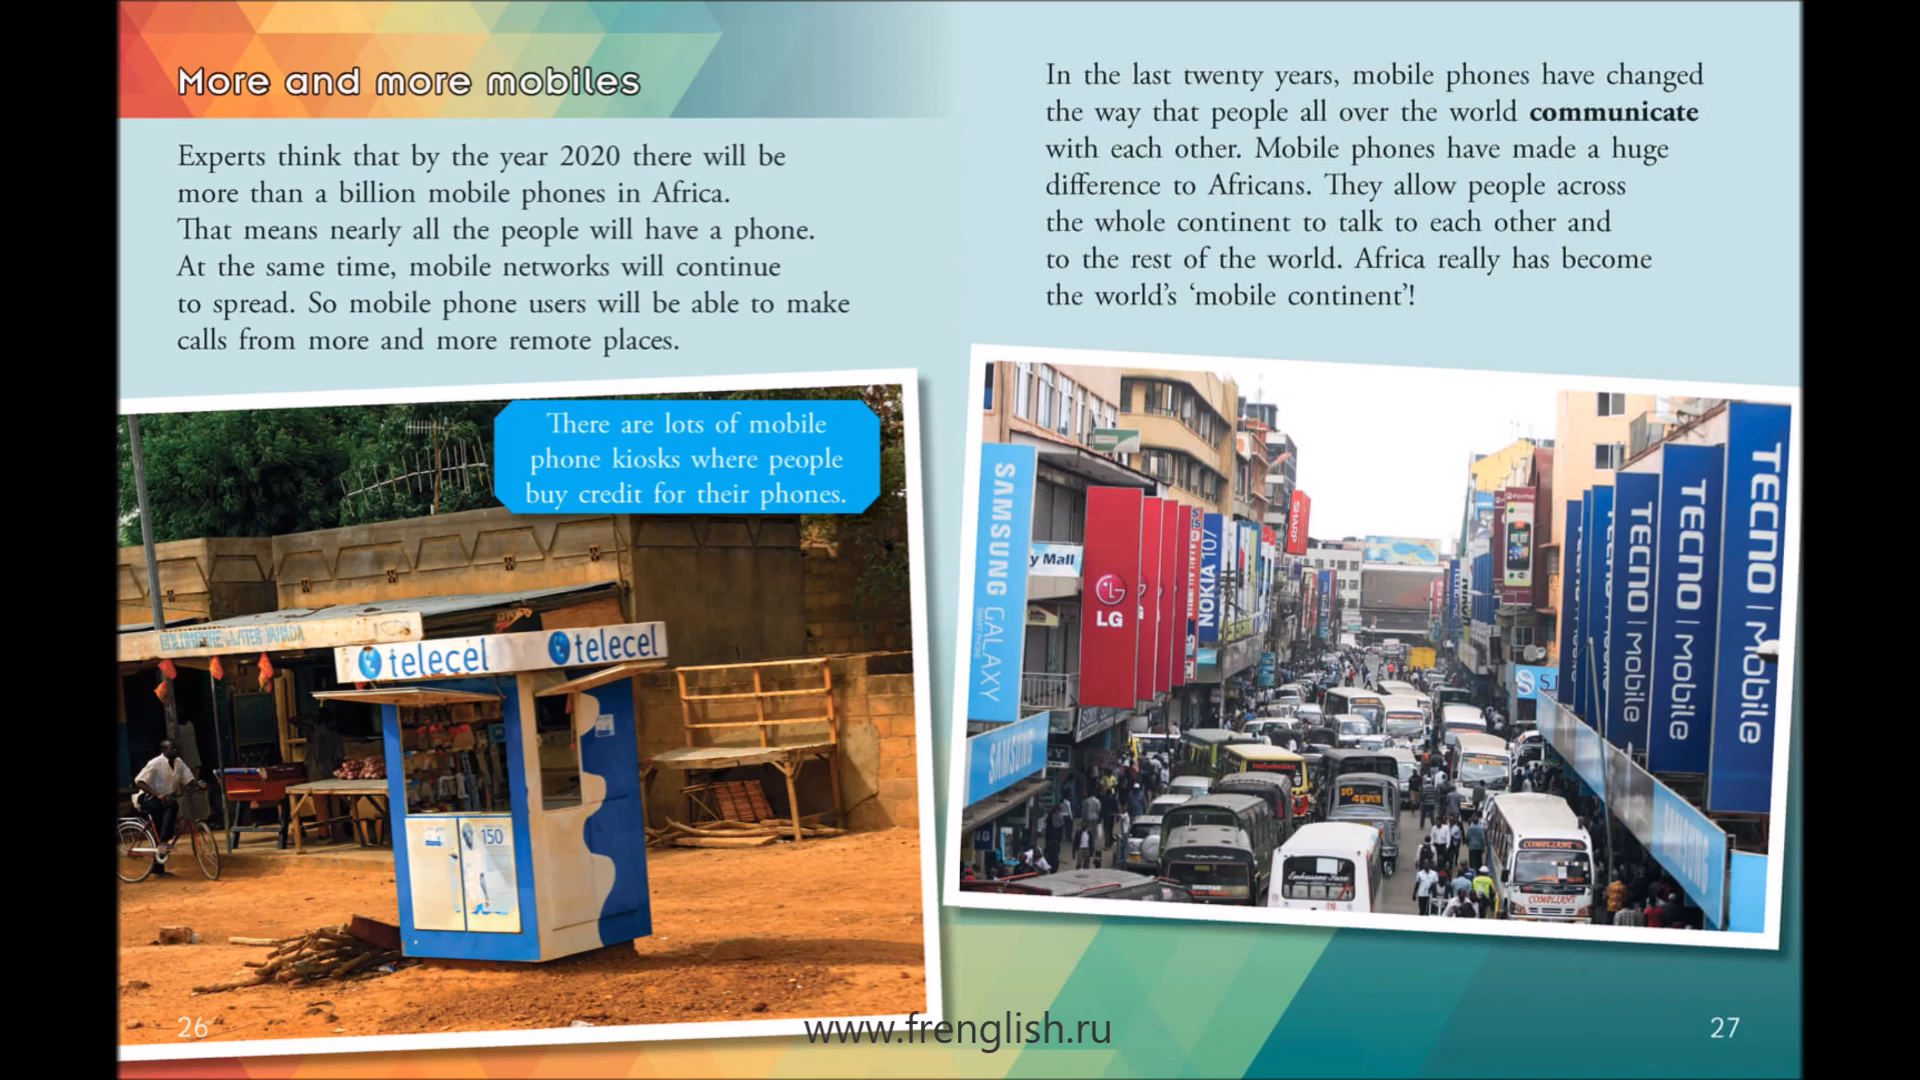 More and more mobiles
Experts think that by the year 2020 there will be
more than a billion mobile phones in Africa.
That means nearly all the people will have a phone.
At the same time, mobile networks will continue
to spread. So mobile phone users will be able to make
calls from more and more remote places.
There are lots of mobile
phone kiosks where people
buy credit for their phones.
telecel
telecel
150
26
In the last twenty years, mobile phones have changed
the way that people all over the world communicate
with each other. Mobile phones have made a huge
difference to Africans. They allow people across
the whole continent to talk to each other and
to the rest of the world. Africa really has become
the world's ‘mobile continent’!
SAMSUNG GALAXY
y Mall
LG
NOKIA 107
SHARP
TECNO | Mobile
TECNO | Mobile
TECNO | Mobile
SAMSUNG
SAMSUNG
COMPLIANT
COMPLIANT
www.frenglish.ru
27